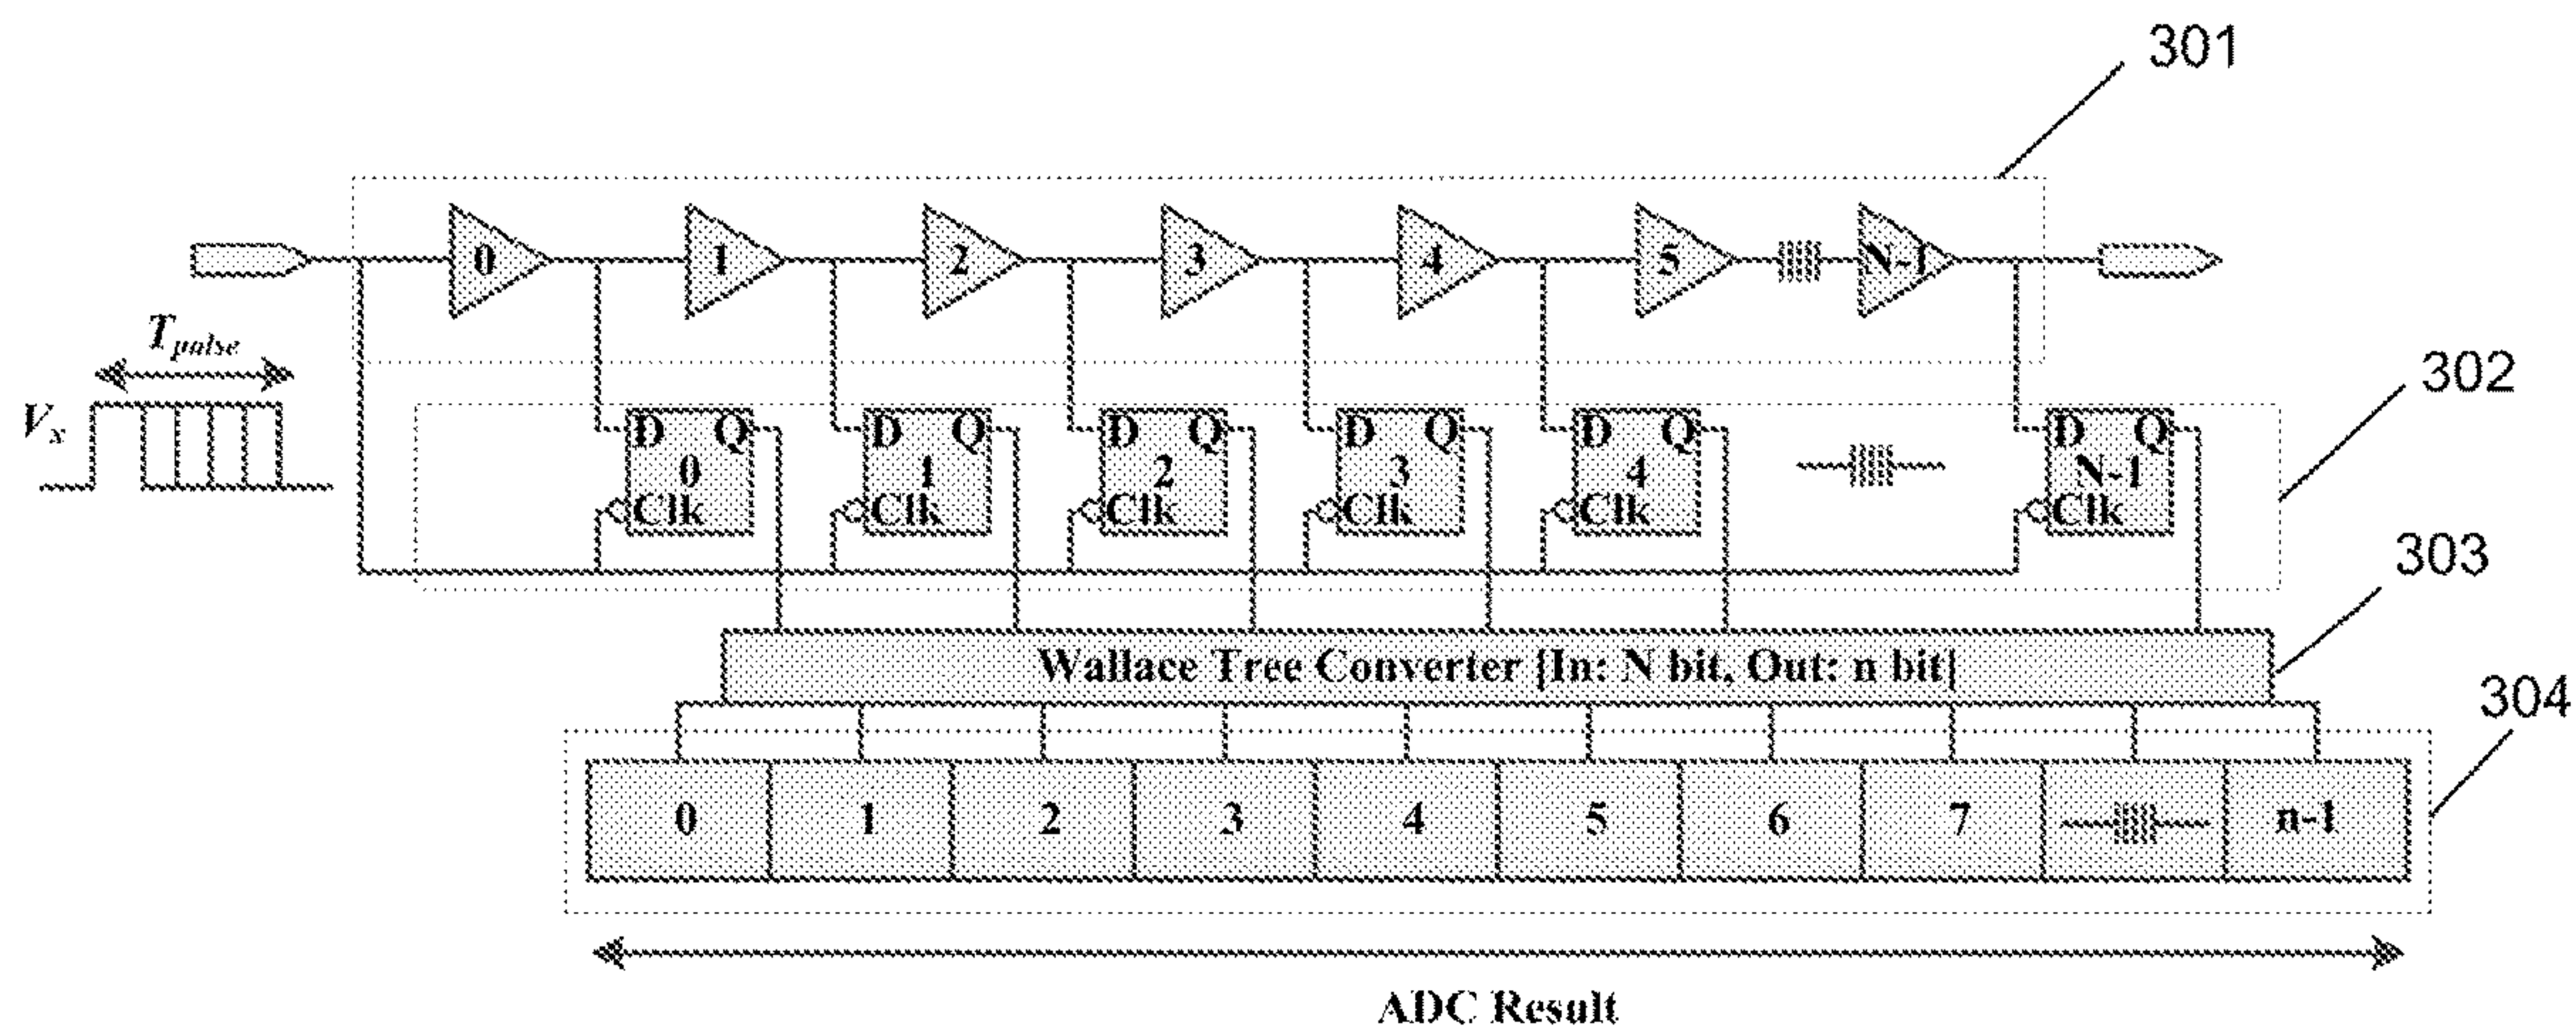 301
0 1 2 3 4 5 N-1
Tpulse
Vx
302
D Q D Q D Q D Q D Q D Q
0 1 2 3 4 N-1
Clk Clk Clk Clk Clk Clk
303
Wallace Tree Converter [In: N bit, Out: n bit]
304
0 1 2 3 4 5 6 7 n-1
ADC Result